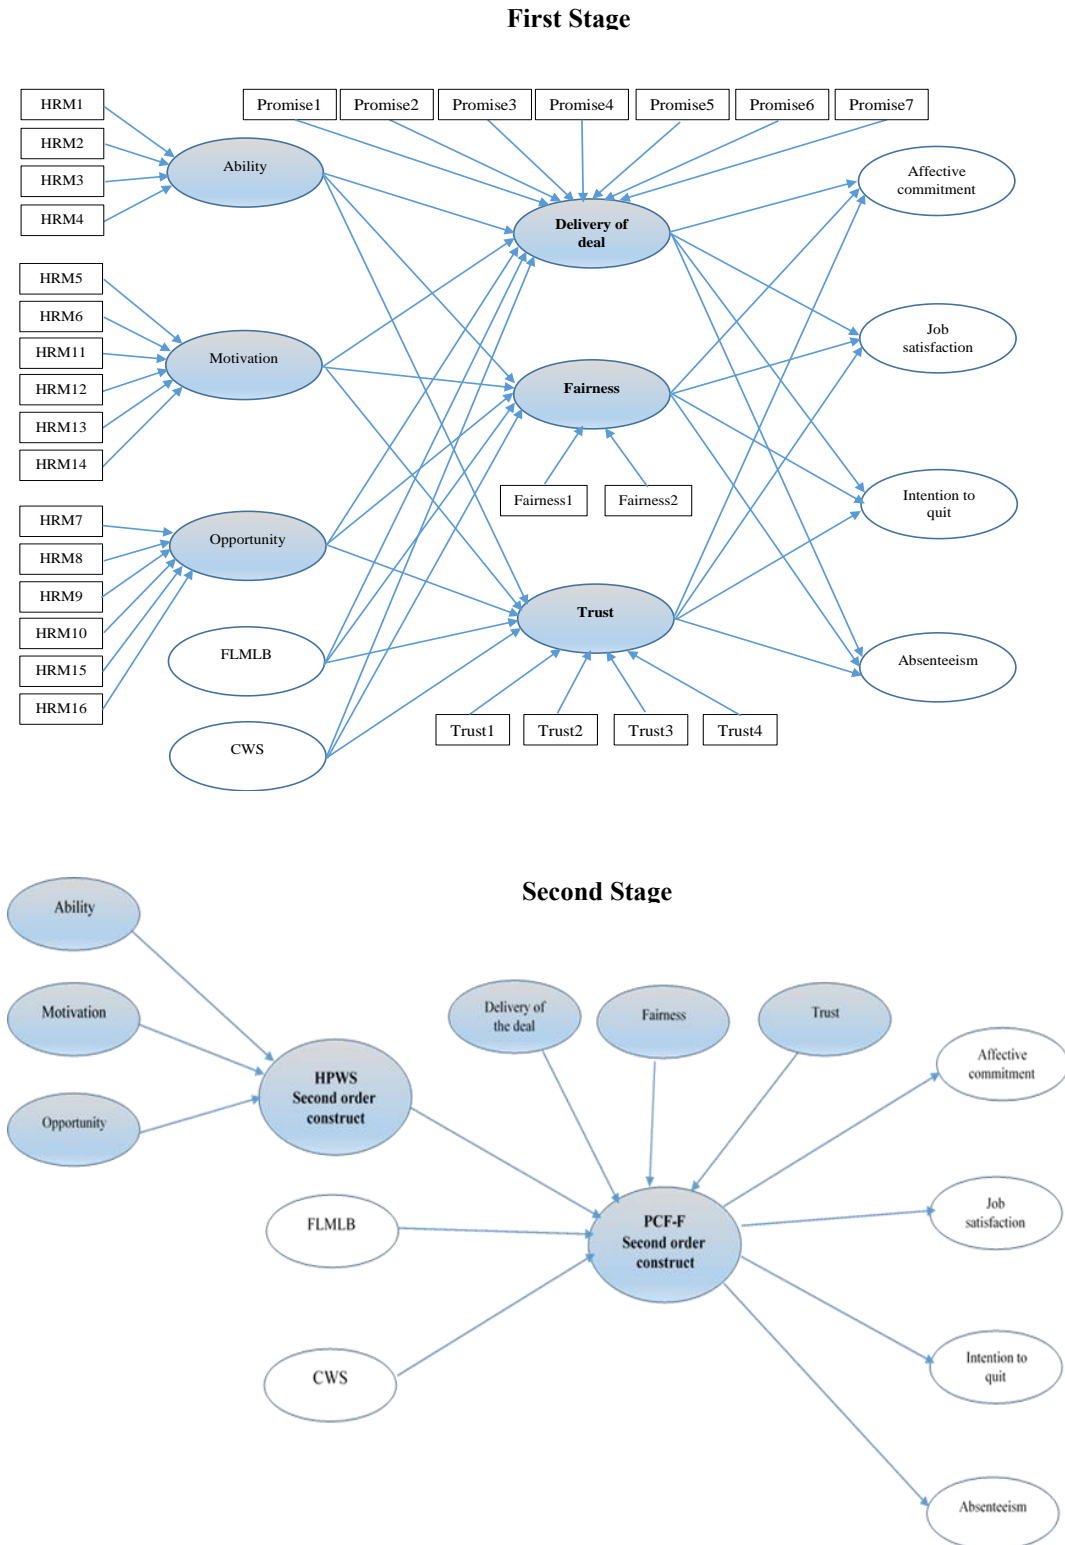 First Stage
HRM1
HRM2
HRM3
HRM4
Promise1
Promise2
Promise3
Promise4
Promise5
Promise6
Promise7
Ability
Delivery of
deal
Affective
commitment
HRM5
HRM6
HRM11
HRM12
HRM13
HRM14
Motivation
Fairness
Job
satisfaction
Fairness1
Fairness2
HRM7
HRM8
HRM9
HRM10
HRM15
HRM16
Opportunity
Intention to
quit
Trust
FLMLB
Absenteeism
Trust1
Trust2
Trust3
Trust4
CWS
Second Stage
Ability
Motivation
Opportunity
HPWS
Second order
construct
Delivery of
the deal
Fairness
Trust
Affective
commitment
FLMLB
PCF-F
Second order
construct
Job
satisfaction
CWS
Intention to
quit
Absenteeism